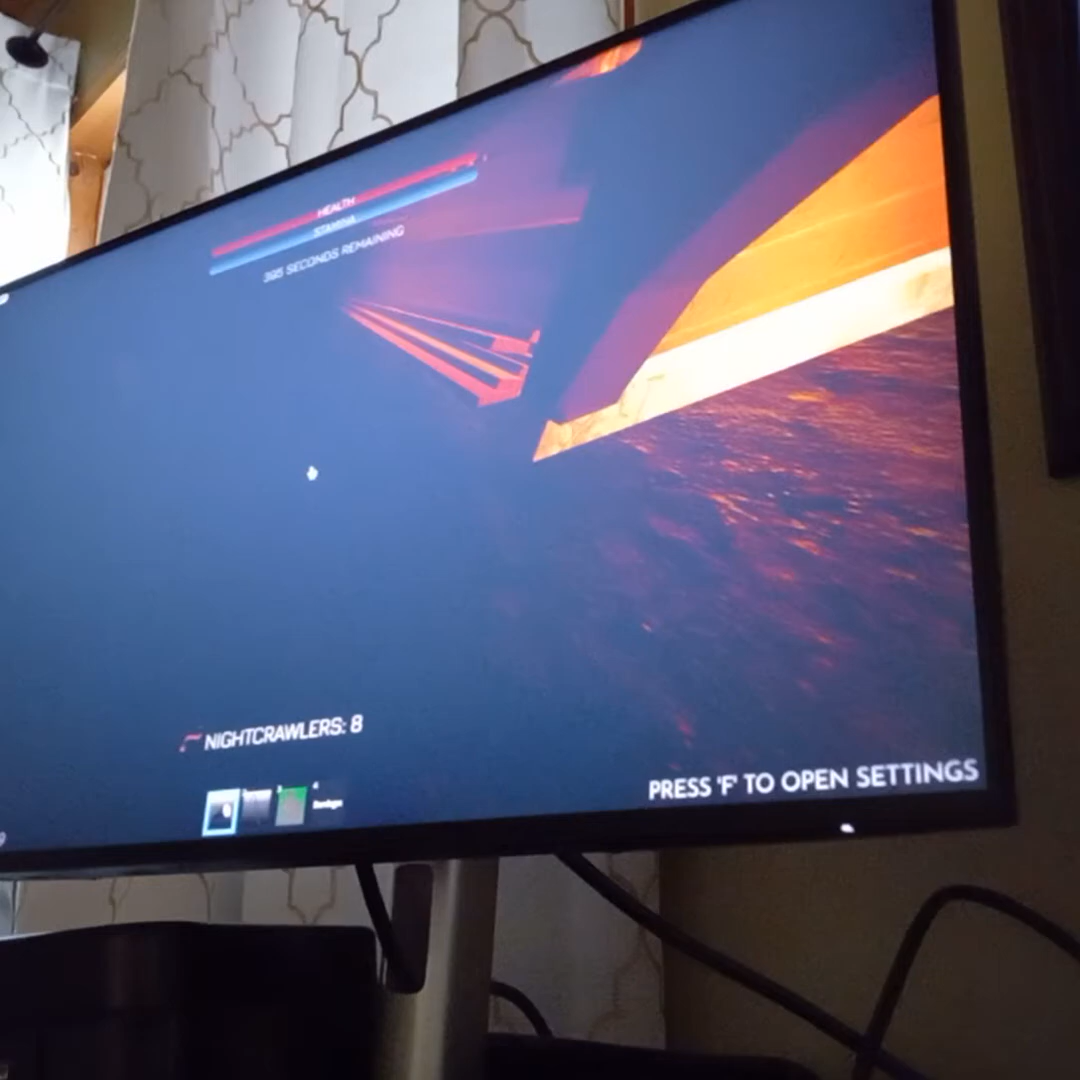 HEALTH
STAMINA
395 SECONDS REMAINING
NIGHTCRAWLERS: 8
PRESS 'F' TO OPEN SETTINGS